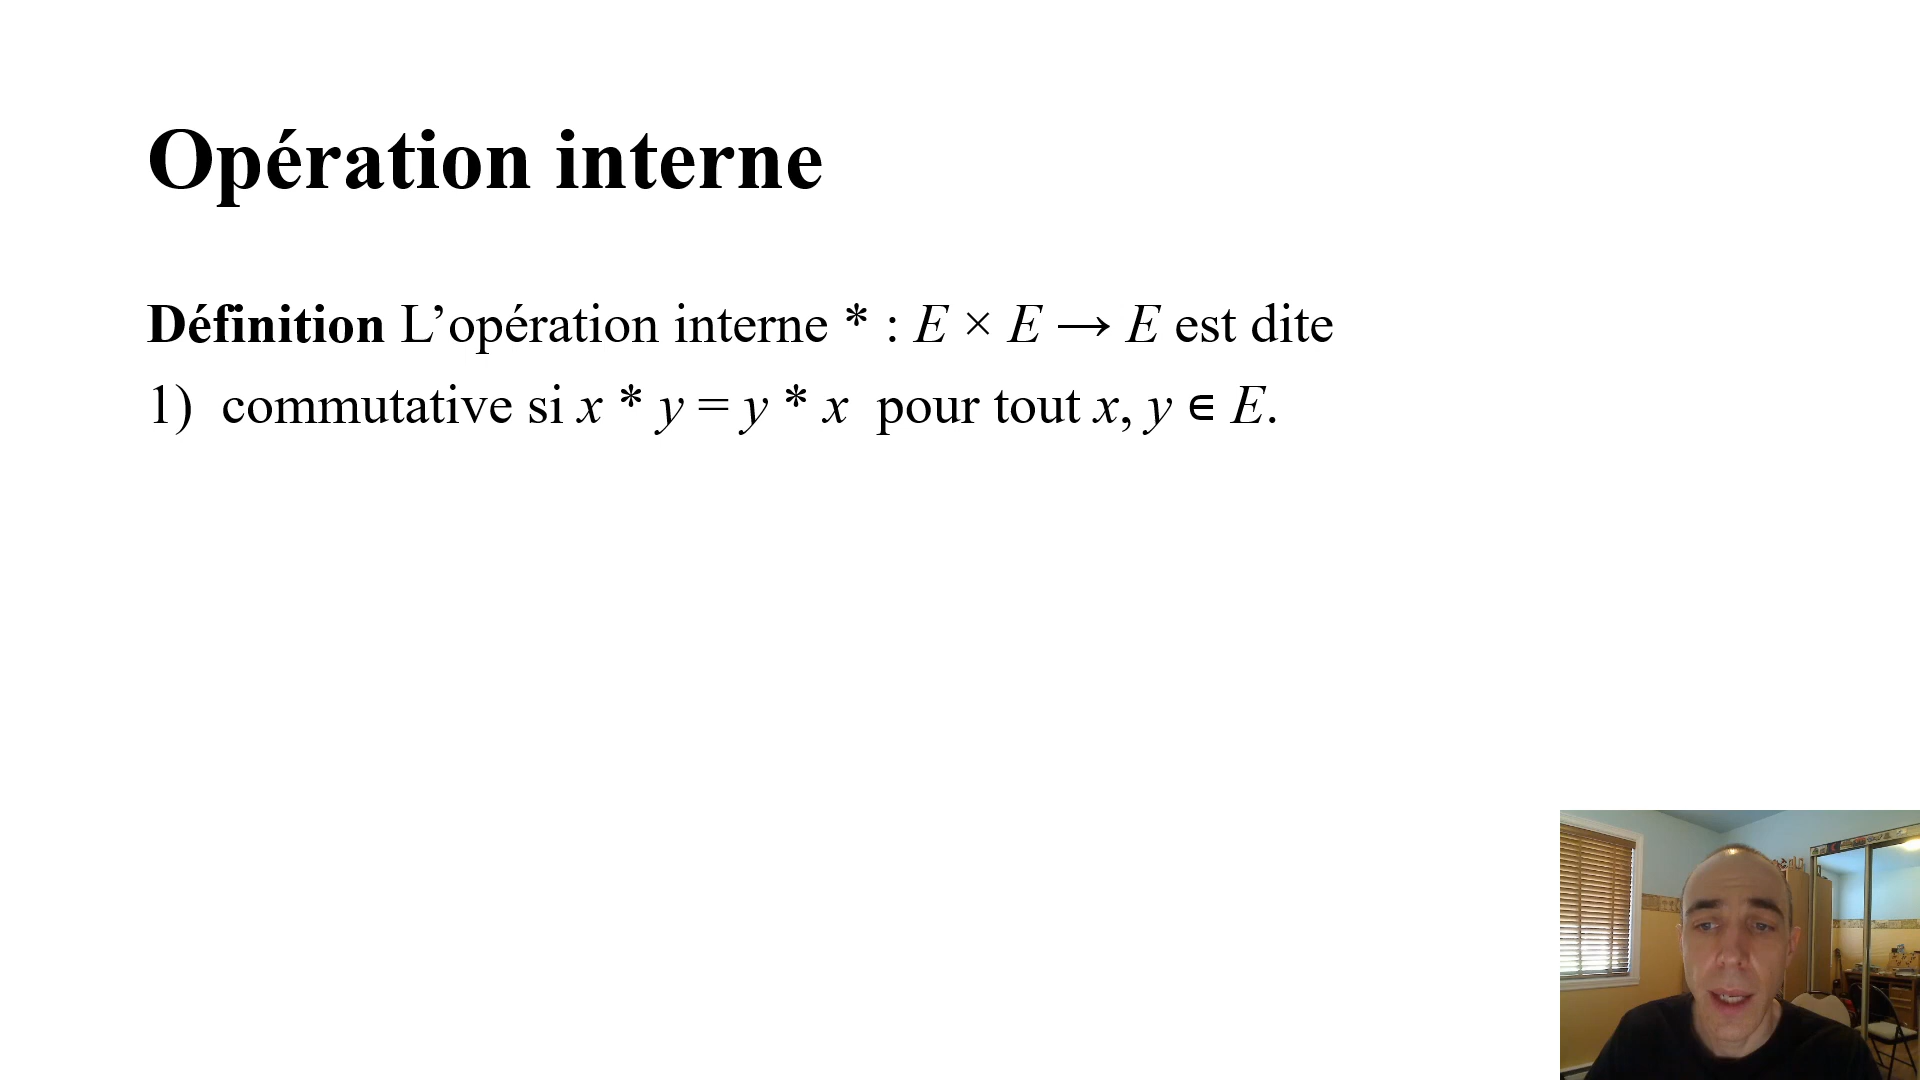 Opération interne
Définition L’opération interne * : E × E → E est dite
1) commutative si x * y = y * x pour tout x, y ∈ E.